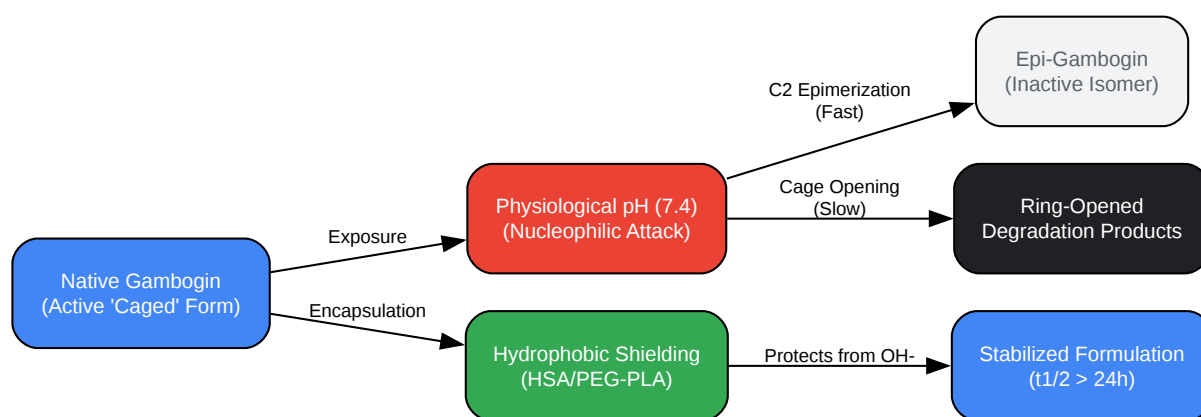 Epi-Gambogin
(Inactive Isomer)
C2 Epimerization
(Fast)
Physiological pH (7.4)
(Nucleophilic Attack)
Cage Opening
(Slow)
Ring-Opened
Degradation Products
Exposure
Native Gambogin
(Active 'Caged' Form)
Encapsulation
Hydrophobic Shielding
(HSA/PEG-PLA)
Protects from OH-
Stabilized Formulation
(t1/2 > 24h)